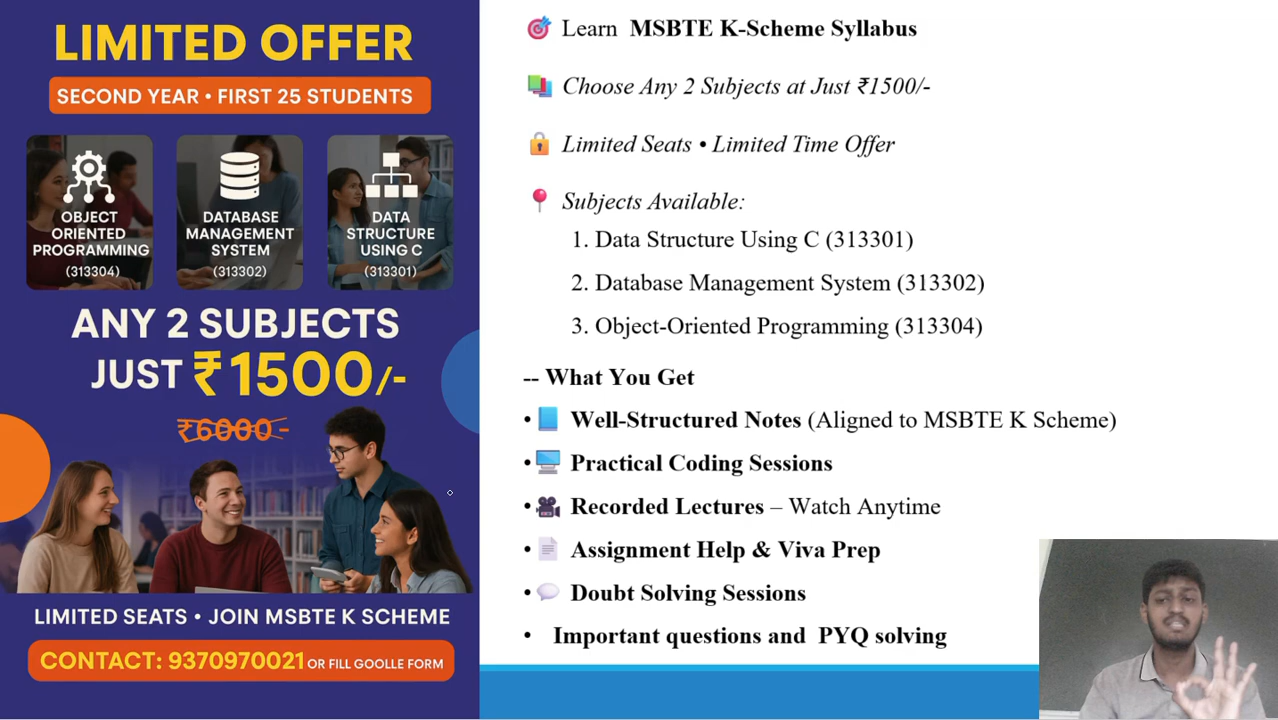 LIMITED OFFER
SECOND YEAR • FIRST 25 STUDENTS
OBJECT
ORIENTED
PROGRAMMING
(313304)
DATABASE
MANAGEMENT
SYSTEM
(313302)
DATA
STRUCTURE
USING C
(313301)
ANY 2 SUBJECTS
JUST ₹1500/-
₹6000 -
LIMITED SEATS • JOIN MSBTE K SCHEME
CONTACT: 9370970021 OR FILL GOOLLE FORM
🎯 Learn MSBTE K-Scheme Syllabus
📚 Choose Any 2 Subjects at Just ₹1500/-
🔒 Limited Seats • Limited Time Offer
📍 Subjects Available:
1. Data Structure Using C (313301)
2. Database Management System (313302)
3. Object-Oriented Programming (313304)
-- What You Get
• 📘 Well-Structured Notes (Aligned to MSBTE K Scheme)
• 💻 Practical Coding Sessions
• 🎥 Recorded Lectures – Watch Anytime
• 📄 Assignment Help & Viva Prep
• 💬 Doubt Solving Sessions
• Important questions and PYQ solving